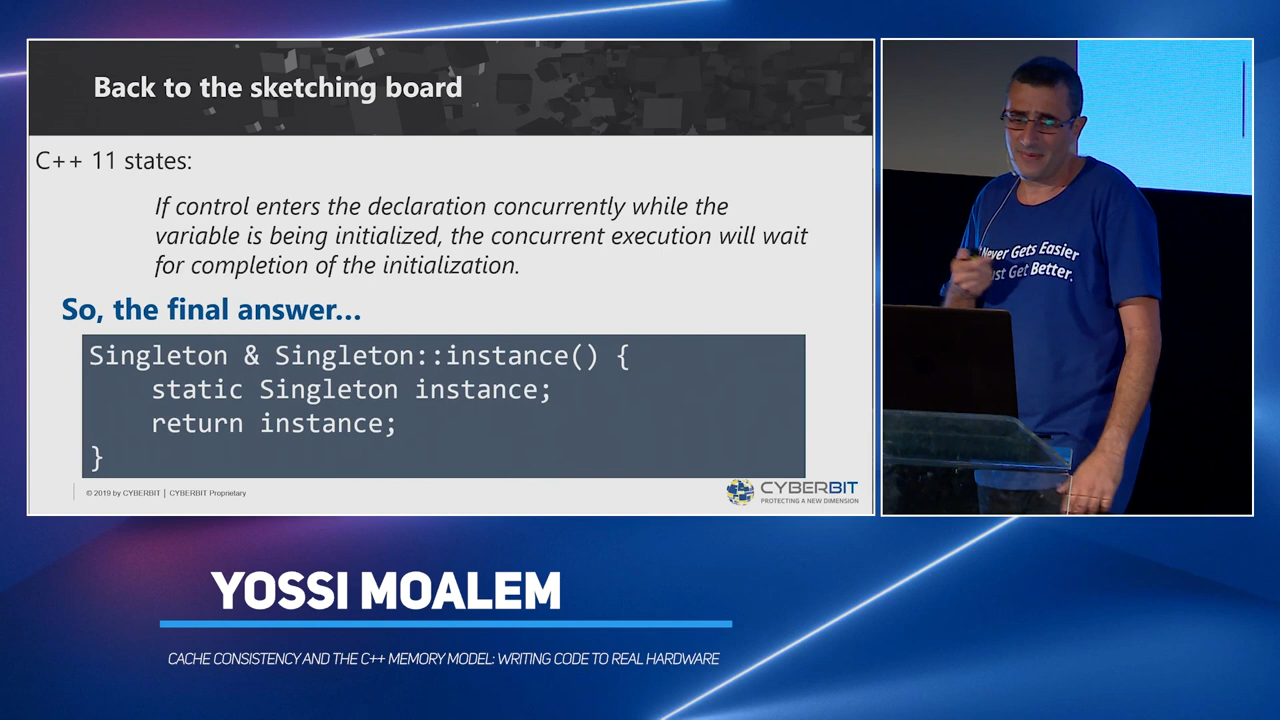 Back to the sketching board
C++ 11 states:
If control enters the declaration concurrently while the
variable is being initialized, the concurrent execution will wait
for completion of the initialization.
So, the final answer...
Singleton & Singleton::instance() {
    static Singleton instance;
    return instance;
}
© 2019 by CYBERBIT | CYBERBIT Proprietary
CYBERBIT
PROTECTING A NEW DIMENSION
Never Gets Easier
Just Get Better.
YOSSI MOALEM
CACHE CONSISTENCY AND THE C++ MEMORY MODEL: WRITING CODE TO REAL HARDWARE